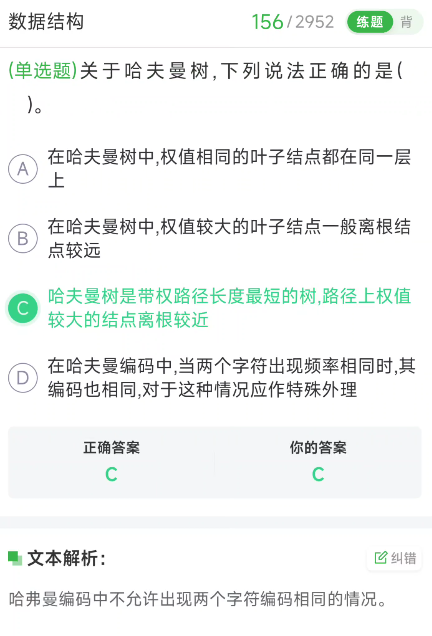 数据结构 156/2952 练题 背
(单选题)关于哈夫曼树,下列说法正确的是(
)。
A 在哈夫曼树中,权值相同的叶子结点都在同一层
上
B 在哈夫曼树中,权值较大的叶子结点一般离根结
点较远
C 哈夫曼树是带权路径长度最短的树,路径上权值
较大的结点离根较近
D 在哈夫曼编码中,当两个字符出现频率相同时,其
编码也相同,对于这种情况应作特殊外理
正确答案 你的答案
C C
文本解析: 纠错
哈弗曼编码中不允许出现两个字符编码相同的情况。